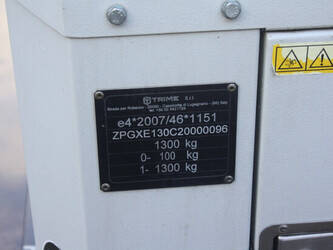 TRIME S.r.l.
e4*2007/46*1151
ZPGXE130C20000096
1300 kg
0- 100 kg
1- 1300 kg